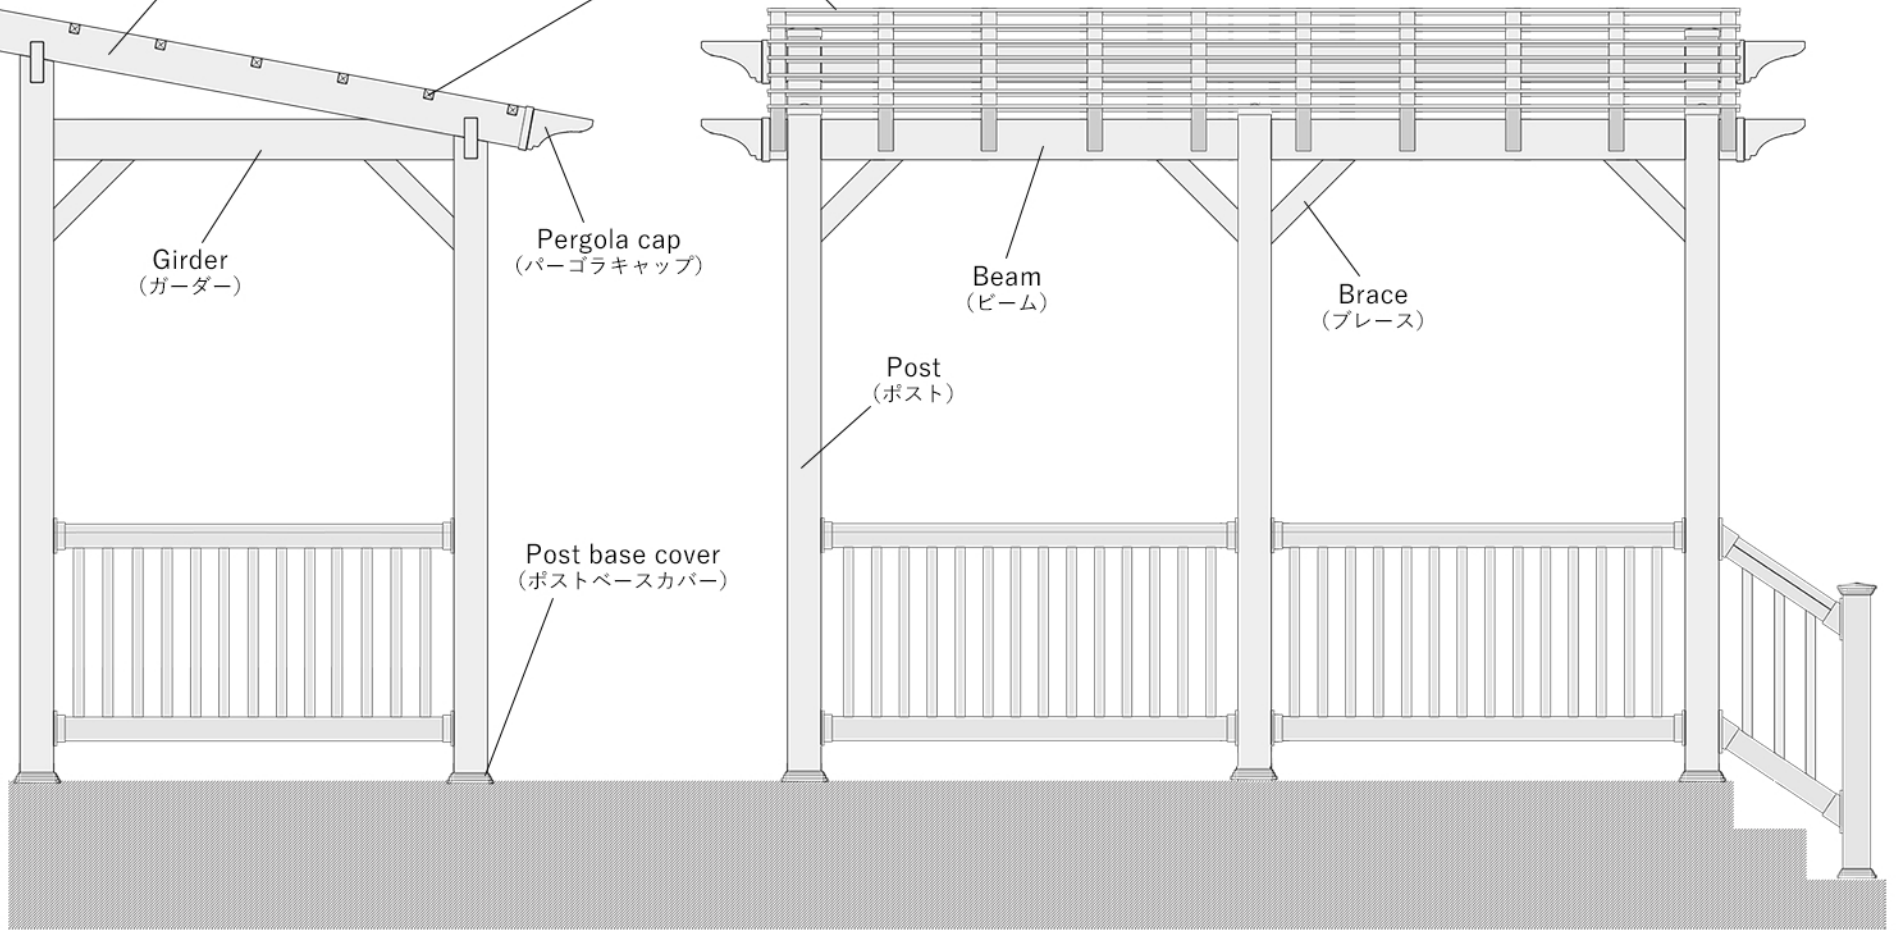 Pergola cap
（パーゴラキャップ）
Girder
（ガーダー）
Beam
（ビーム）
Brace
（ブレース）
Post
（ポスト）
Post base cover
（ポストベースカバー）